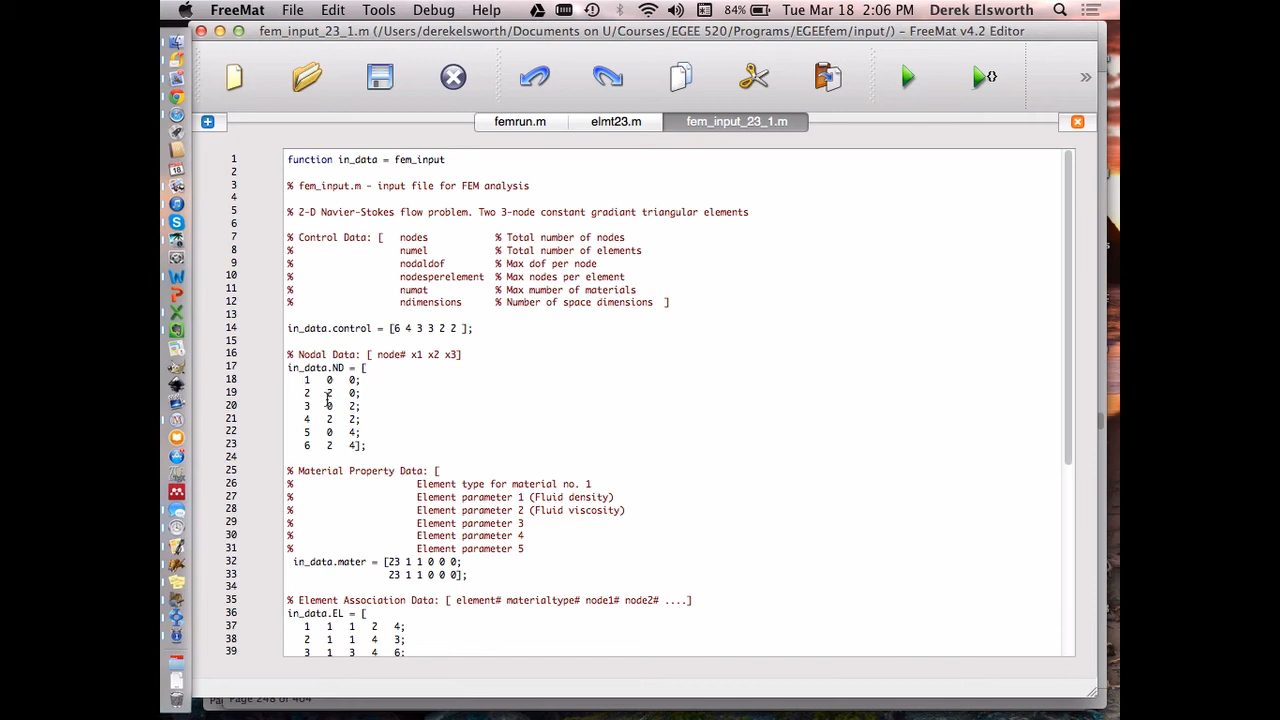 FreeMat File Edit Tools Debug Help 84% Tue Mar 18 2:06 PM Derek Elsworth
fem_input_23_1.m (/Users/derekelsworth/Documents on U/Courses/EGEE 520/Programs/EGEEfem/input/) - FreeMat v4.2 Editor
femrun.m elmt23.m fem_input_23_1.m
1 function in_data = fem_input
2
3 % fem_input.m - input file for FEM analysis
4
5 % 2-D Navier-Stokes flow problem. Two 3-node constant gradiant triangular elements
6
7 % Control Data: [ nodes % Total number of nodes
8 % numel % Total number of elements
9 % nodaldof % Max dof per node
10 % nodesperelement % Max nodes per element
11 % numat % Max mumber of materials
12 % ndimensions % Number of space dimensions ]
13
14 in_data.control = [6 4 3 3 2 2 ];
15
16 % Nodal Data: [ node# x1 x2 x3]
17 in_data.ND = [
18 1 0 0;
19 2 2 0;
20 3 0 2;
21 4 2 2;
22 5 0 4;
23 6 2 4];
24
25 % Material Property Data: [
26 % Element type for material no. 1
27 % Element parameter 1 (Fluid density)
28 % Element parameter 2 (Fluid viscosity)
29 % Element parameter 3
30 % Element parameter 4
31 % Element parameter 5
32 in_data.mater = [23 1 1 0 0 0;
33 23 1 1 0 0 0];
34
35 % Element Association Data: [ element# materialtype# node1# node2# ....]
36 in_data.EL = [
37 1 1 1 2 4;
38 2 1 1 4 3;
39 3 1 3 4 6;